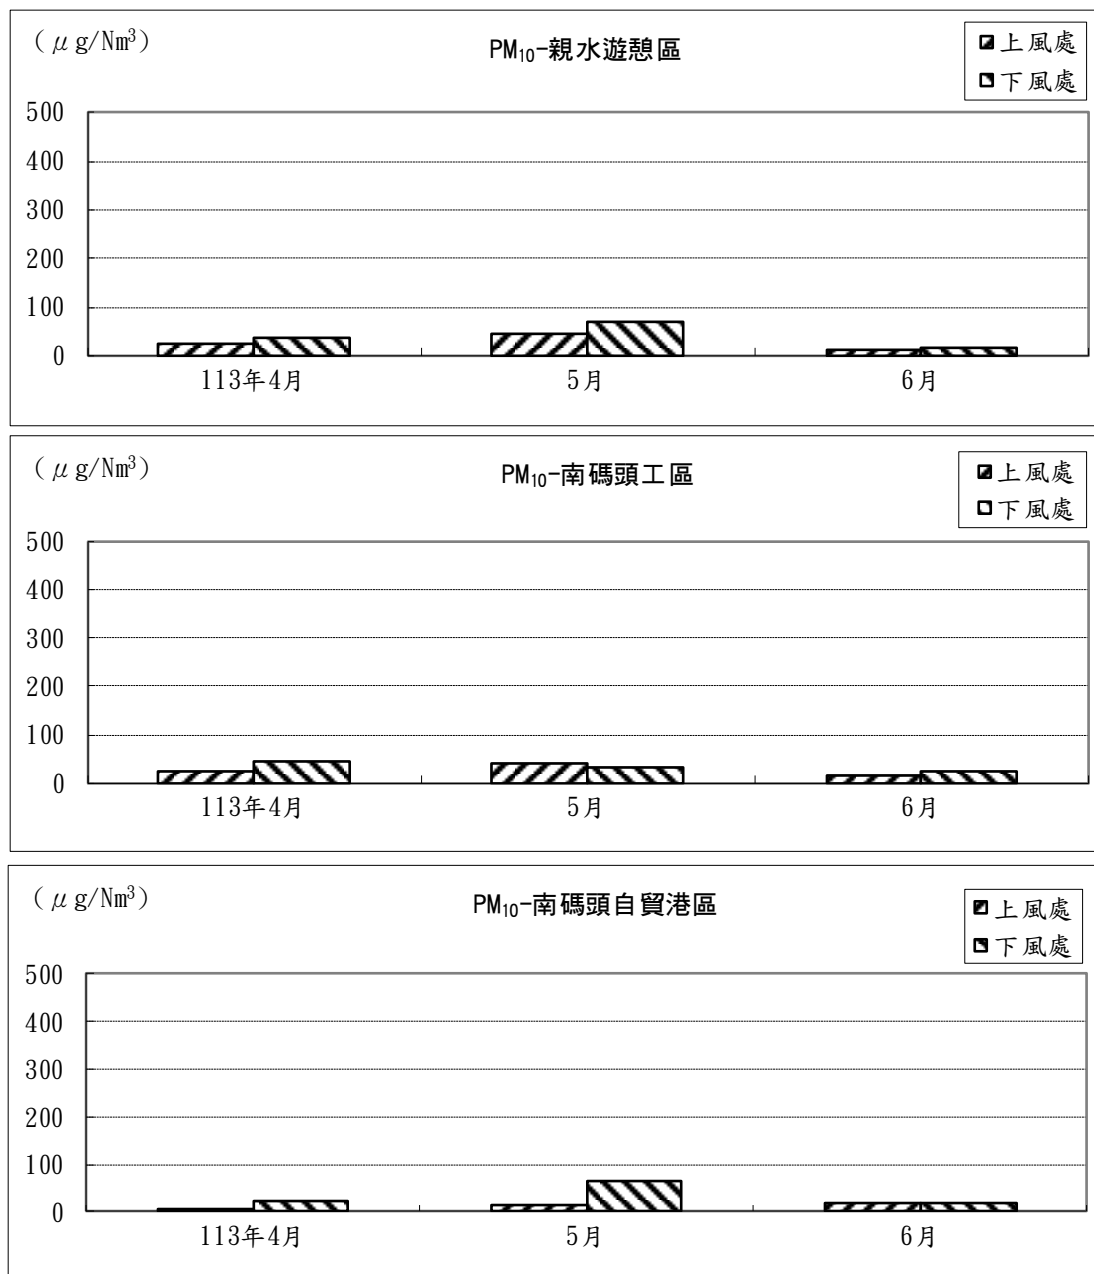 （μg/Nm³）
PM₁₀-親水遊憩區
上風處
下風處
500
400
300
200
100
0
113年4月 5月 6月
（μg/Nm³）
PM₁₀-南碼頭工區
上風處
下風處
500
400
300
200
100
0
113年4月 5月 6月
（μg/Nm³）
PM₁₀-南碼頭自貿港區
上風處
下風處
500
400
300
200
100
0
113年4月 5月 6月